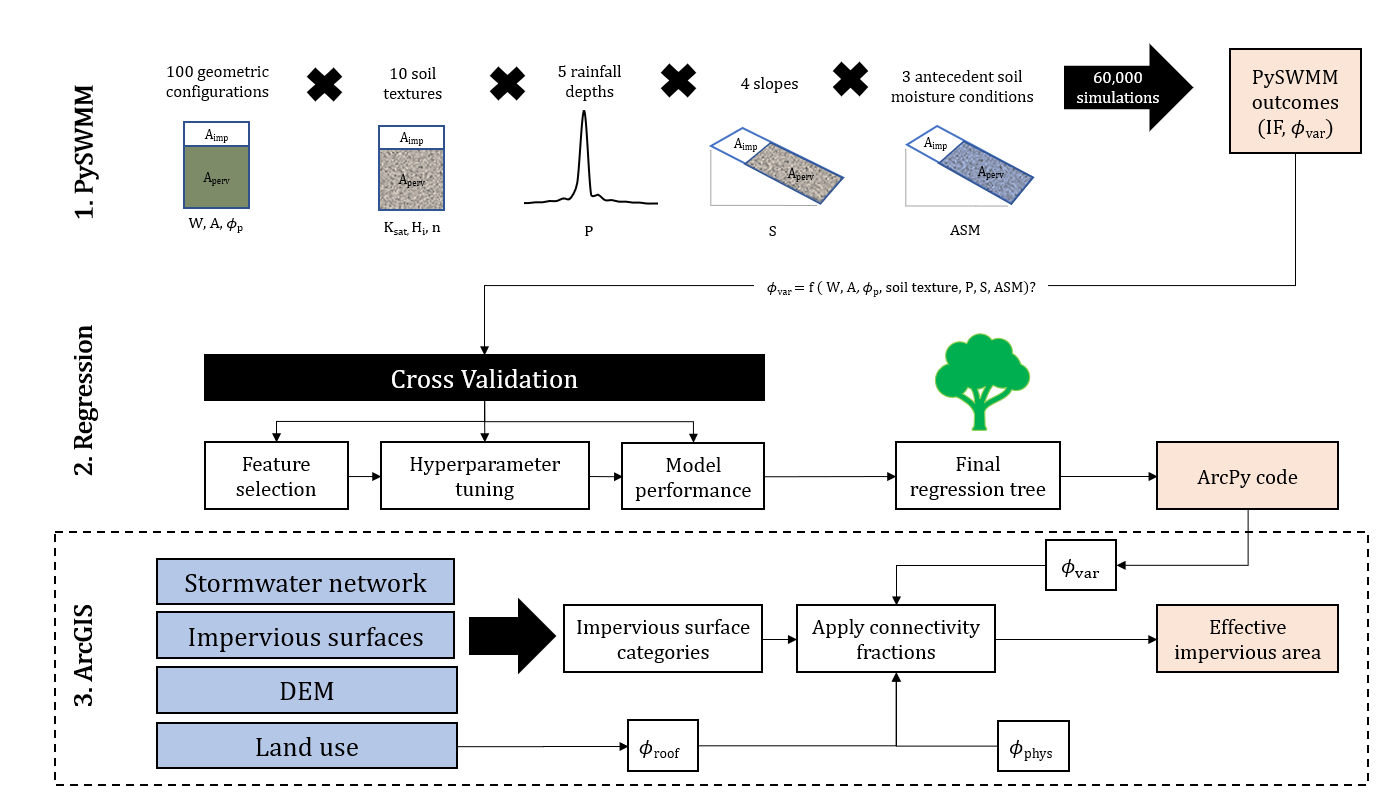 1. PySWMM
100 geometric
configurations
10 soil
textures
5 rainfall
depths
4 slopes
3 antecedent soil
moisture conditions
60,000
simulations
PySWMM
outcomes
(IF, ϕvar)
Aimp
Aperv
W, A, ϕp
Aimp
Aperv
Ksat, Hi, n
P
Aimp
Aperv
S
Aimp
Aperv
ASM
ϕvar = f ( W, A, ϕp, soil texture, P, S, ASM)?
2. Regression
Cross Validation
Feature
selection
Hyperparameter
tuning
Model
performance
Final
regression tree
ArcPy code
3. ArcGIS
Stormwater network
Impervious surfaces
DEM
Land use
Impervious surface
categories
Apply connectivity
fractions
ϕvar
Effective
impervious area
ϕroof
ϕphys